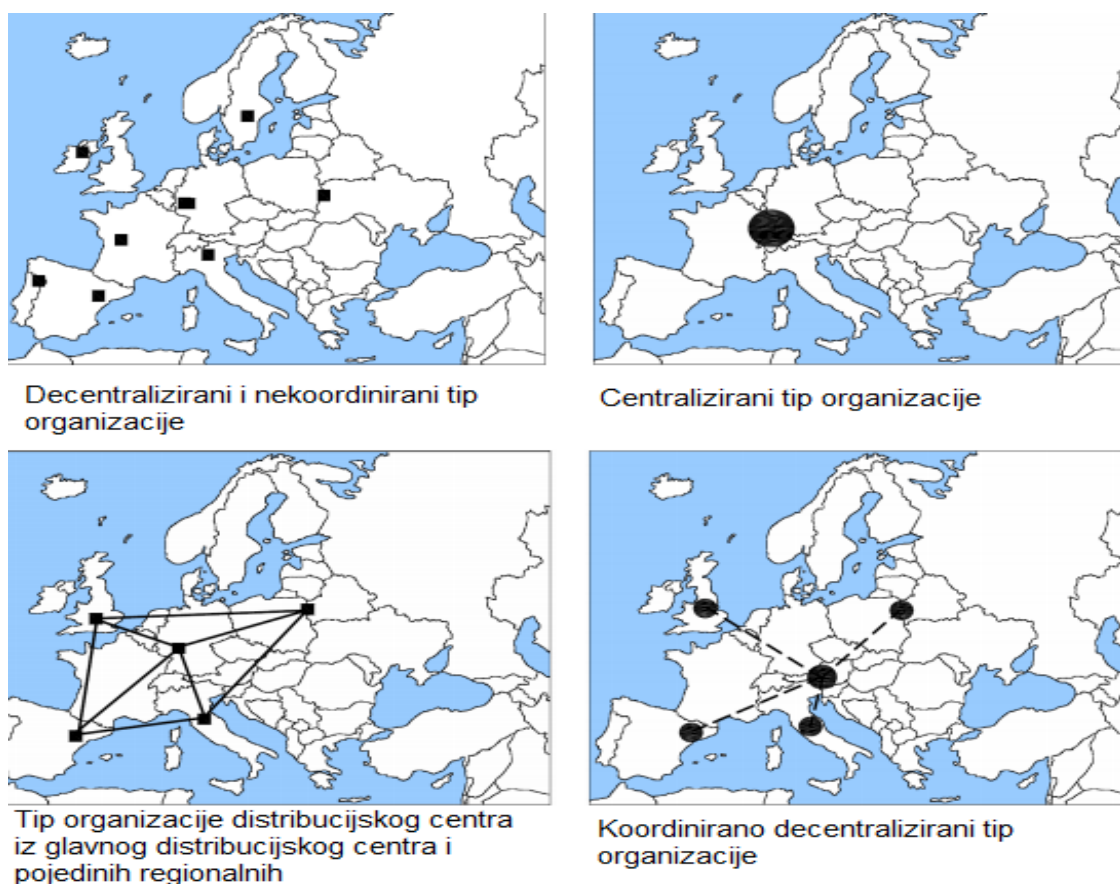 Decentralizirani i nekoordinirani tip
organizacije
Centralizirani tip organizacije
Tip organizacije distribucijskog centra
iz glavnog distribucijskog centra i
pojedinih regionalnih
Koordinirano decentralizirani tip
organizacije